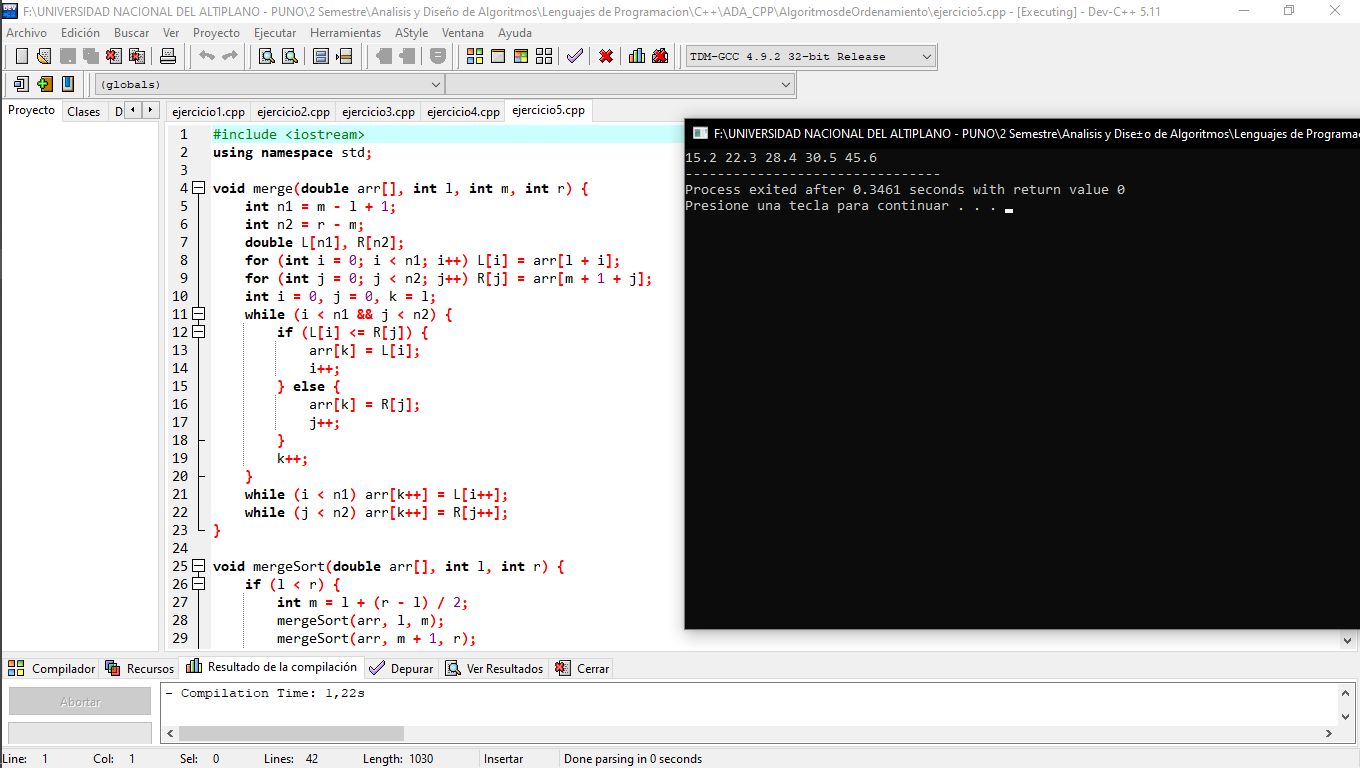 F:\UNIVERSIDAD NACIONAL DEL ALTIPLANO - PUNO\2 Semestre\Analisis y Diseño de Algoritmos\Lenguajes de Programacion\C++\ADA_CPP\AlgoritmosdeOrdenamiento\ejercicio5.cpp - [Executing] - Dev-C++ 5.11
Archivo Edición Buscar Ver Proyecto Ejecutar Herramientas AStyle Ventana Ayuda
TDM-GCC 4.9.2 32-bit Release
(globals)
Proyecto Clases D
ejercicio1.cpp ejercicio2.cpp ejercicio3.cpp ejercicio4.cpp ejercicio5.cpp
1 #include <iostream>
2 using namespace std;
3
4 void merge(double arr[], int l, int m, int r) {
5 int n1 = m - l + 1;
6 int n2 = r - m;
7 double L[n1], R[n2];
8 for (int i = 0; i < n1; i++) L[i] = arr[l + i];
9 for (int j = 0; j < n2; j++) R[j] = arr[m + 1 + j];
10 int i = 0, j = 0, k = l;
11 while (i < n1 && j < n2) {
12 if (L[i] <= R[j]) {
13 arr[k] = L[i];
14 i++;
15 } else {
16 arr[k] = R[j];
17 j++;
18 }
19 k++;
20 }
21 while (i < n1) arr[k++] = L[i++];
22 while (j < n2) arr[k++] = R[j++];
23 }
24
25 void mergeSort(double arr[], int l, int r) {
26 if (l < r) {
27 int m = l + (r - l) / 2;
28 mergeSort(arr, l, m);
29 mergeSort(arr, m + 1, r);
F:\UNIVERSIDAD NACIONAL DEL ALTIPLANO - PUNO\2 Semestre\Analisis y Dise±o de Algoritmos\Lenguajes de Programac
15.2 22.3 28.4 30.5 45.6
--------------------------------
Process exited after 0.3461 seconds with return value 0
Presione una tecla para continuar . . .
Compilador Recursos Resultado de la compilación Depurar Ver Resultados Cerrar
Abortar
- Compilation Time: 1,22s
Line: 1 Col: 1 Sel: 0 Lines: 42 Length: 1030 Insertar Done parsing in 0 seconds